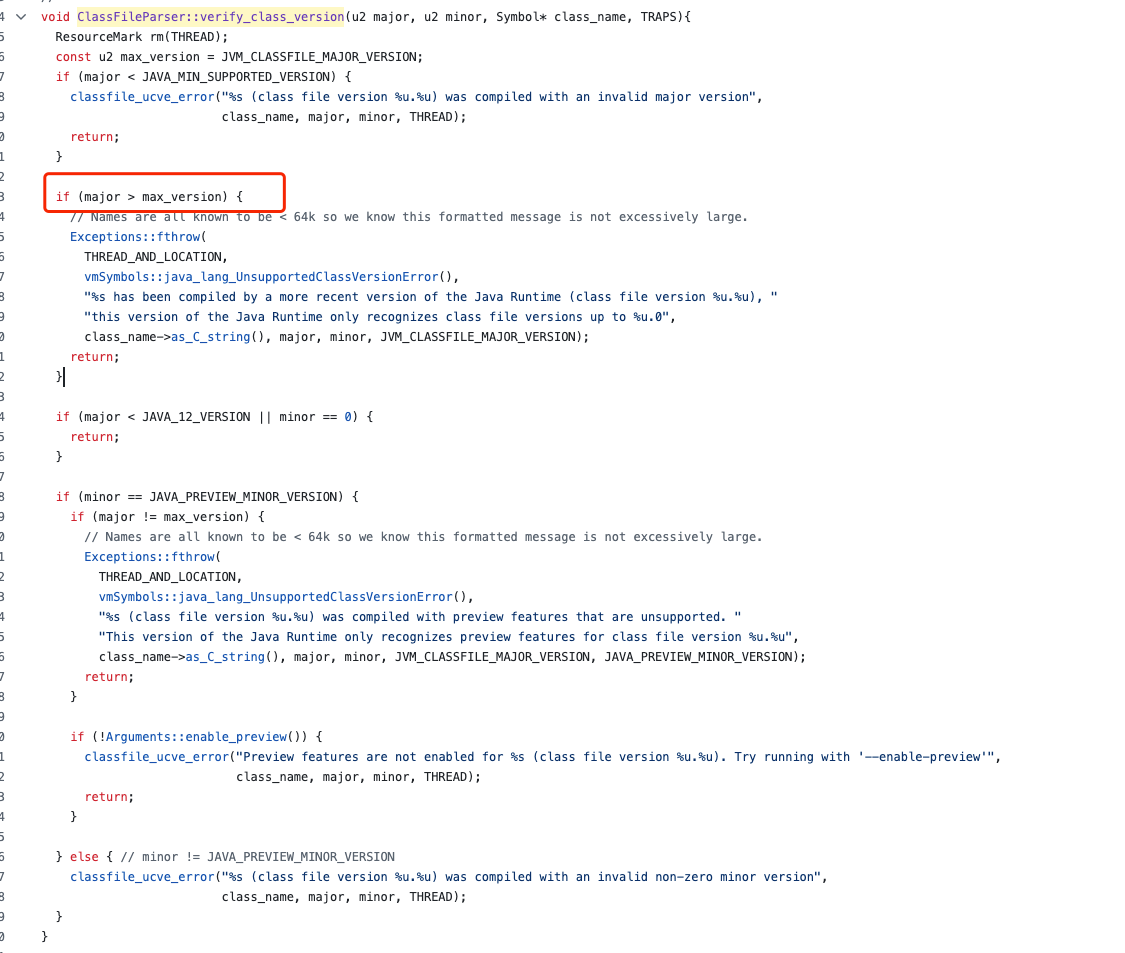 4 void ClassFileParser::verify_class_version(u2 major, u2 minor, Symbol* class_name, TRAPS){
5 ResourceMark rm(THREAD);
6 const u2 max_version = JVM_CLASSFILE_MAJOR_VERSION;
7 if (major < JAVA_MIN_SUPPORTED_VERSION) {
8 classfile_ucve_error("%s (class file version %u.%u) was compiled with an invalid major version",
9 class_name, major, minor, THREAD);
0 return;
1 }
2
3 if (major > max_version) {
4 // Names are all known to be < 64k so we know this formatted message is not excessively large.
5 Exceptions::fthrow(
6 THREAD_AND_LOCATION,
7 vmSymbols::java_lang_UnsupportedClassVersionError(),
8 "%s has been compiled by a more recent version of the Java Runtime (class file version %u.%u), "
9 "this version of the Java Runtime only recognizes class file versions up to %u.0",
0 class_name->as_C_string(), major, minor, JVM_CLASSFILE_MAJOR_VERSION);
1 return;
2 }
3
4 if (major < JAVA_12_VERSION || minor == 0) {
5 return;
6 }
7
8 if (minor == JAVA_PREVIEW_MINOR_VERSION) {
9 if (major != max_version) {
0 // Names are all known to be < 64k so we know this formatted message is not excessively large.
1 Exceptions::fthrow(
2 THREAD_AND_LOCATION,
3 vmSymbols::java_lang_UnsupportedClassVersionError(),
4 "%s (class file version %u.%u) was compiled with preview features that are unsupported. "
5 "This version of the Java Runtime only recognizes preview features for class file version %u.%u",
6 class_name->as_C_string(), major, minor, JVM_CLASSFILE_MAJOR_VERSION, JAVA_PREVIEW_MINOR_VERSION);
7 return;
8 }
9
0 if (!Arguments::enable_preview()) {
1 classfile_ucve_error("Preview features are not enabled for %s (class file version %u.%u). Try running with '--enable-preview'",
2 class_name, major, minor, THREAD);
3 return;
4 }
5
6 } else { // minor != JAVA_PREVIEW_MINOR_VERSION
7 classfile_ucve_error("%s (class file version %u.%u) was compiled with an invalid non-zero minor version",
8 class_name, major, minor, THREAD);
9 }
0 }